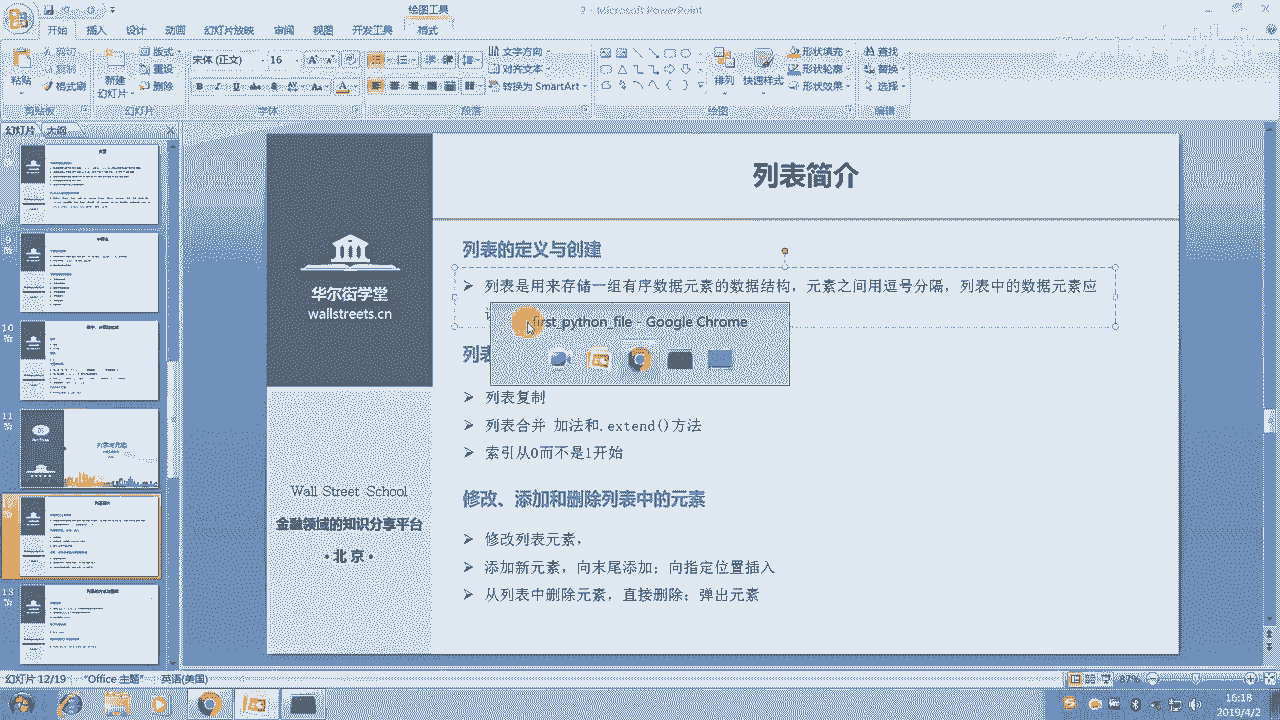 绘图工具
2 - Microsoft PowerPoint
开始 插入 设计 动画 幻灯片放映 审阅 视图 开发工具 格式
粘贴
剪切
复制
格式刷
剪贴板
新建
幻灯片
版式
重设
删除
幻灯片
宋体 (正文) 16
字体
文字方向
对齐文本
转换为 SmartArt
段落
排列
快速样式
形状填充
形状轮廓
形状效果
绘图
查找
替换
选择
编辑
幻灯片 大纲
9
10
11
13
列表简介
列表的定义与创建
列表是用来存储一组有序数据元素的数据结构，元素之间用逗号分隔，列表中的数据元素应
first_python_file - Google Chrome
列表复制
列表合并 加法和.extend()方法
索引从0而不是1开始
修改、添加和删除列表中的元素
修改列表元素，
添加新元素，向末尾添加；向指定位置插入
从列表中删除元素，直接删除；弹出元素
华尔街学堂
wallstreets.cn
Wall Street School
金融领域的知识分享平台
• 北 京 •
幻灯片 12/19 "Office 主题" 英语(美国)
87%
16:18
2019/4/2